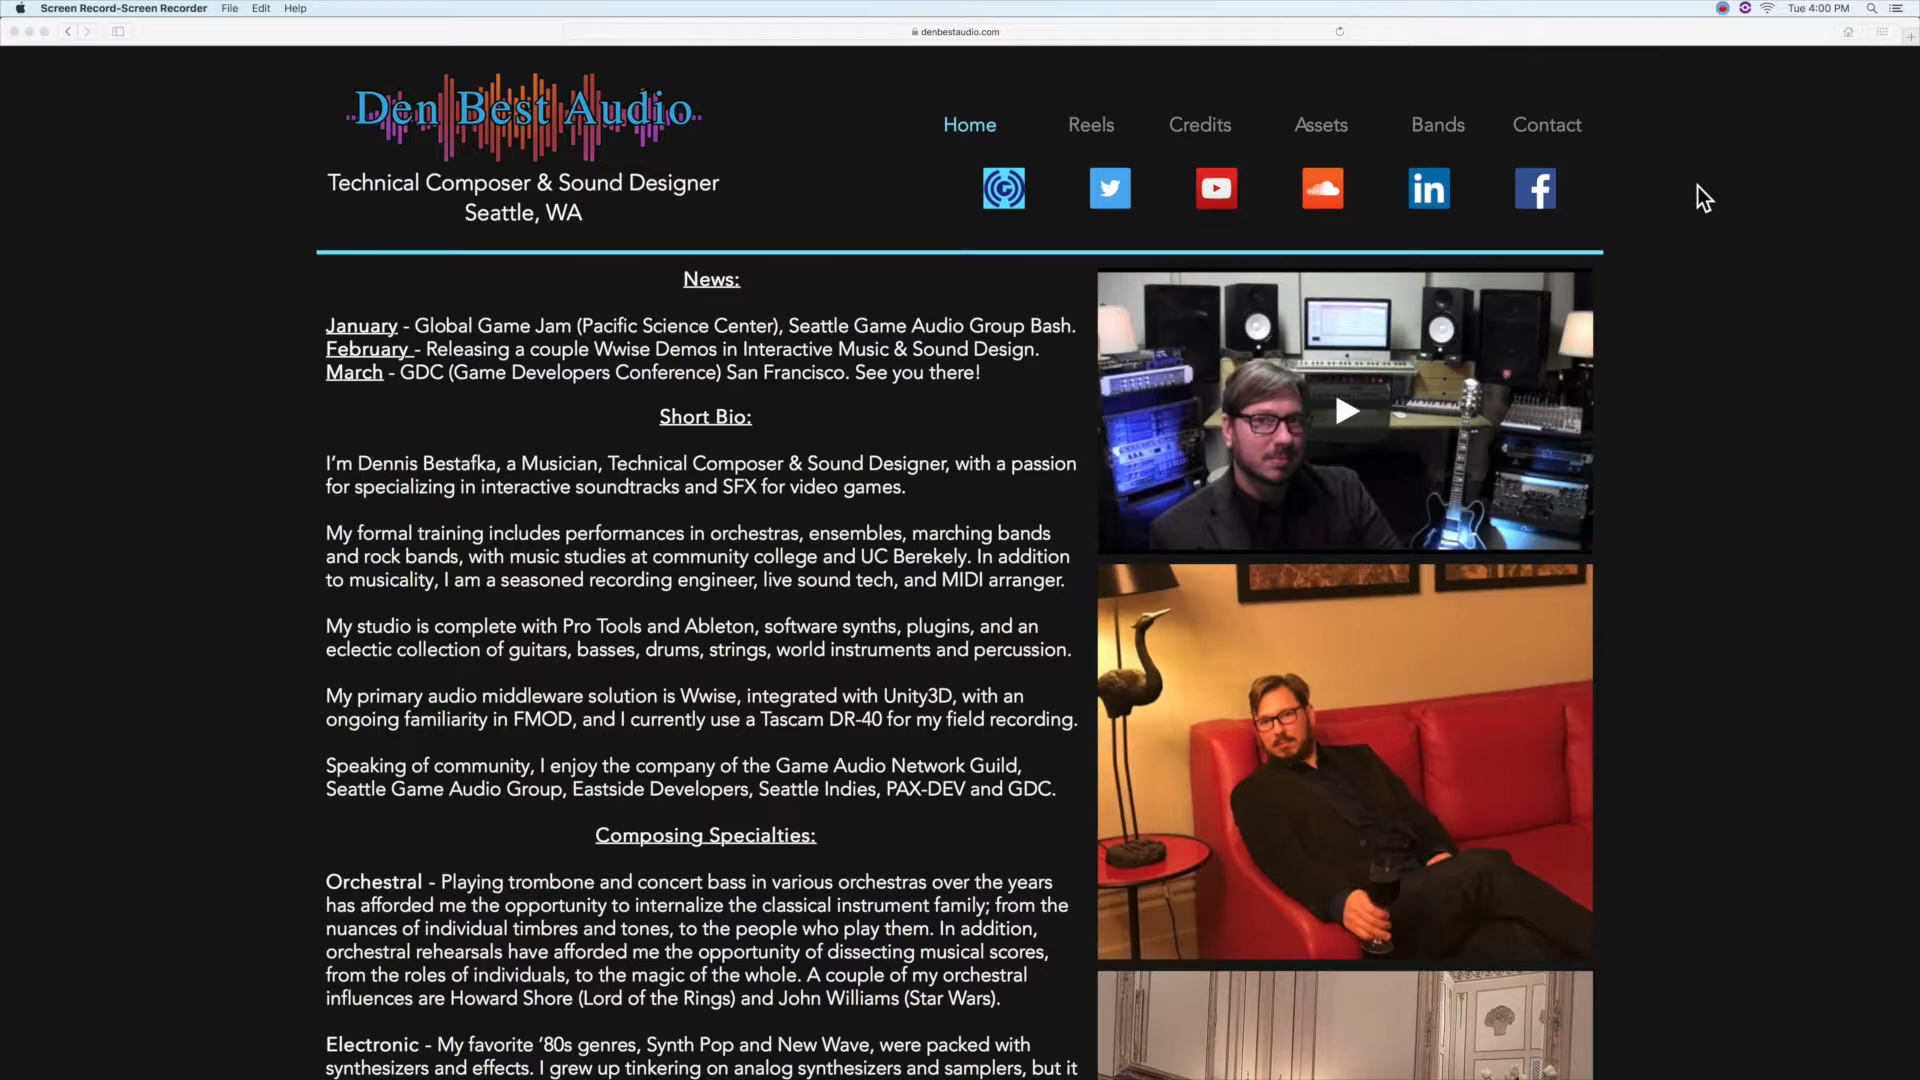 Screen Record-Screen Recorder File Edit Help
Tue 4:00 PM
denbestaudio.com
Den Best Audio
Technical Composer & Sound Designer
Seattle, WA
Home Reels Credits Assets Bands Contact
News:
January - Global Game Jam (Pacific Science Center), Seattle Game Audio Group Bash.
February - Releasing a couple Wwise Demos in Interactive Music & Sound Design.
March - GDC (Game Developers Conference) San Francisco. See you there!
Short Bio:
I'm Dennis Bestafka, a Musician, Technical Composer & Sound Designer, with a passion
for specializing in interactive soundtracks and SFX for video games.
My formal training includes performances in orchestras, ensembles, marching bands
and rock bands, with music studies at community college and UC Berekely. In addition
to musicality, I am a seasoned recording engineer, live sound tech, and MIDI arranger.
My studio is complete with Pro Tools and Ableton, software synths, plugins, and an
eclectic collection of guitars, basses, drums, strings, world instruments and percussion.
My primary audio middleware solution is Wwise, integrated with Unity3D, with an
ongoing familiarity in FMOD, and I currently use a Tascam DR-40 for my field recording.
Speaking of community, I enjoy the company of the Game Audio Network Guild,
Seattle Game Audio Group, Eastside Developers, Seattle Indies, PAX-DEV and GDC.
Composing Specialties:
Orchestral - Playing trombone and concert bass in various orchestras over the years
has afforded me the opportunity to internalize the classical instrument family; from the
nuances of individual timbres and tones, to the people who play them. In addition,
orchestral rehearsals have afforded me the opportunity of dissecting musical scores,
from the roles of individuals, to the magic of the whole. A couple of my orchestral
influences are Howard Shore (Lord of the Rings) and John Williams (Star Wars).
Electronic - My favorite '80s genres, Synth Pop and New Wave, were packed with
synthesizers and effects. I grew up tinkering on analog synthesizers and samplers, but it